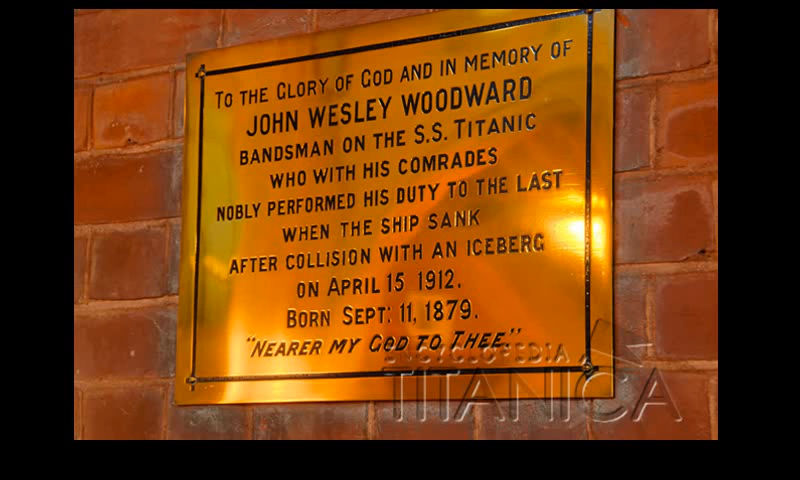 To the Glory of God and in memory of
JOHN WESLEY WOODWARD
BANDSMAN ON THE S.S. TITANIC
WHO WITH HIS COMRADES
NOBLY PERFORMED HIS DUTY TO THE LAST
WHEN THE SHIP SANK
AFTER COLLISION WITH AN ICEBERG
ON APRIL 15 1912.
BORN SEPT: 11, 1879.
"NEARER MY GOD TO THEE."
ENCYCLOPEDIA
TITANICA